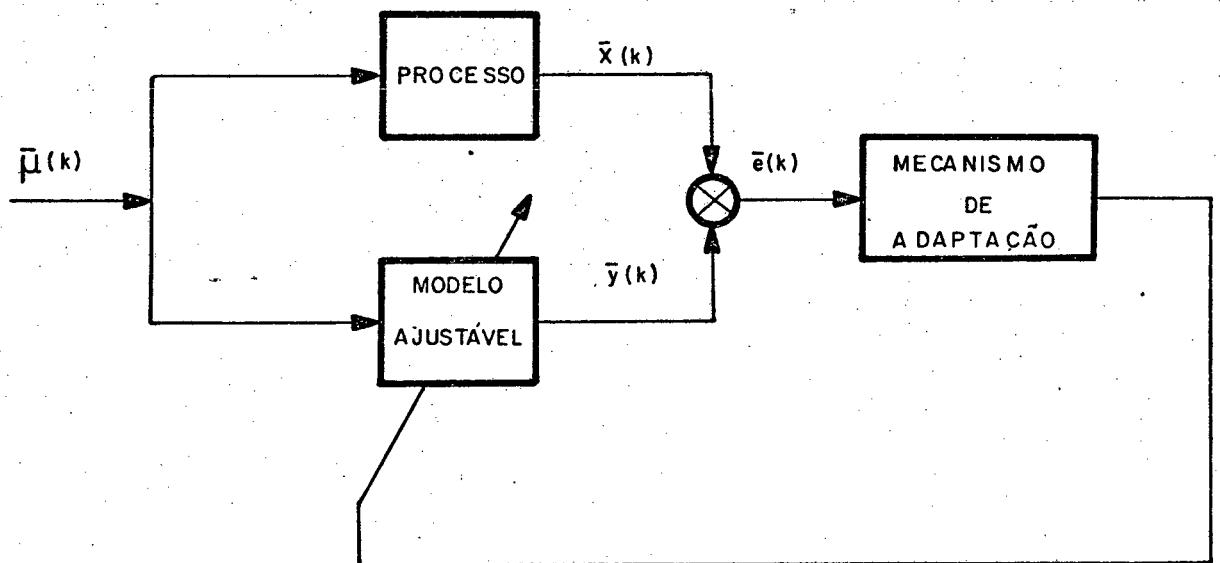 PROCESSO
x̄(k)
μ̄(k)
ē(k)
MECANISMO
DE
ADAPTAÇÃO
MODELO
AJUSTÁVEL
ȳ(k)